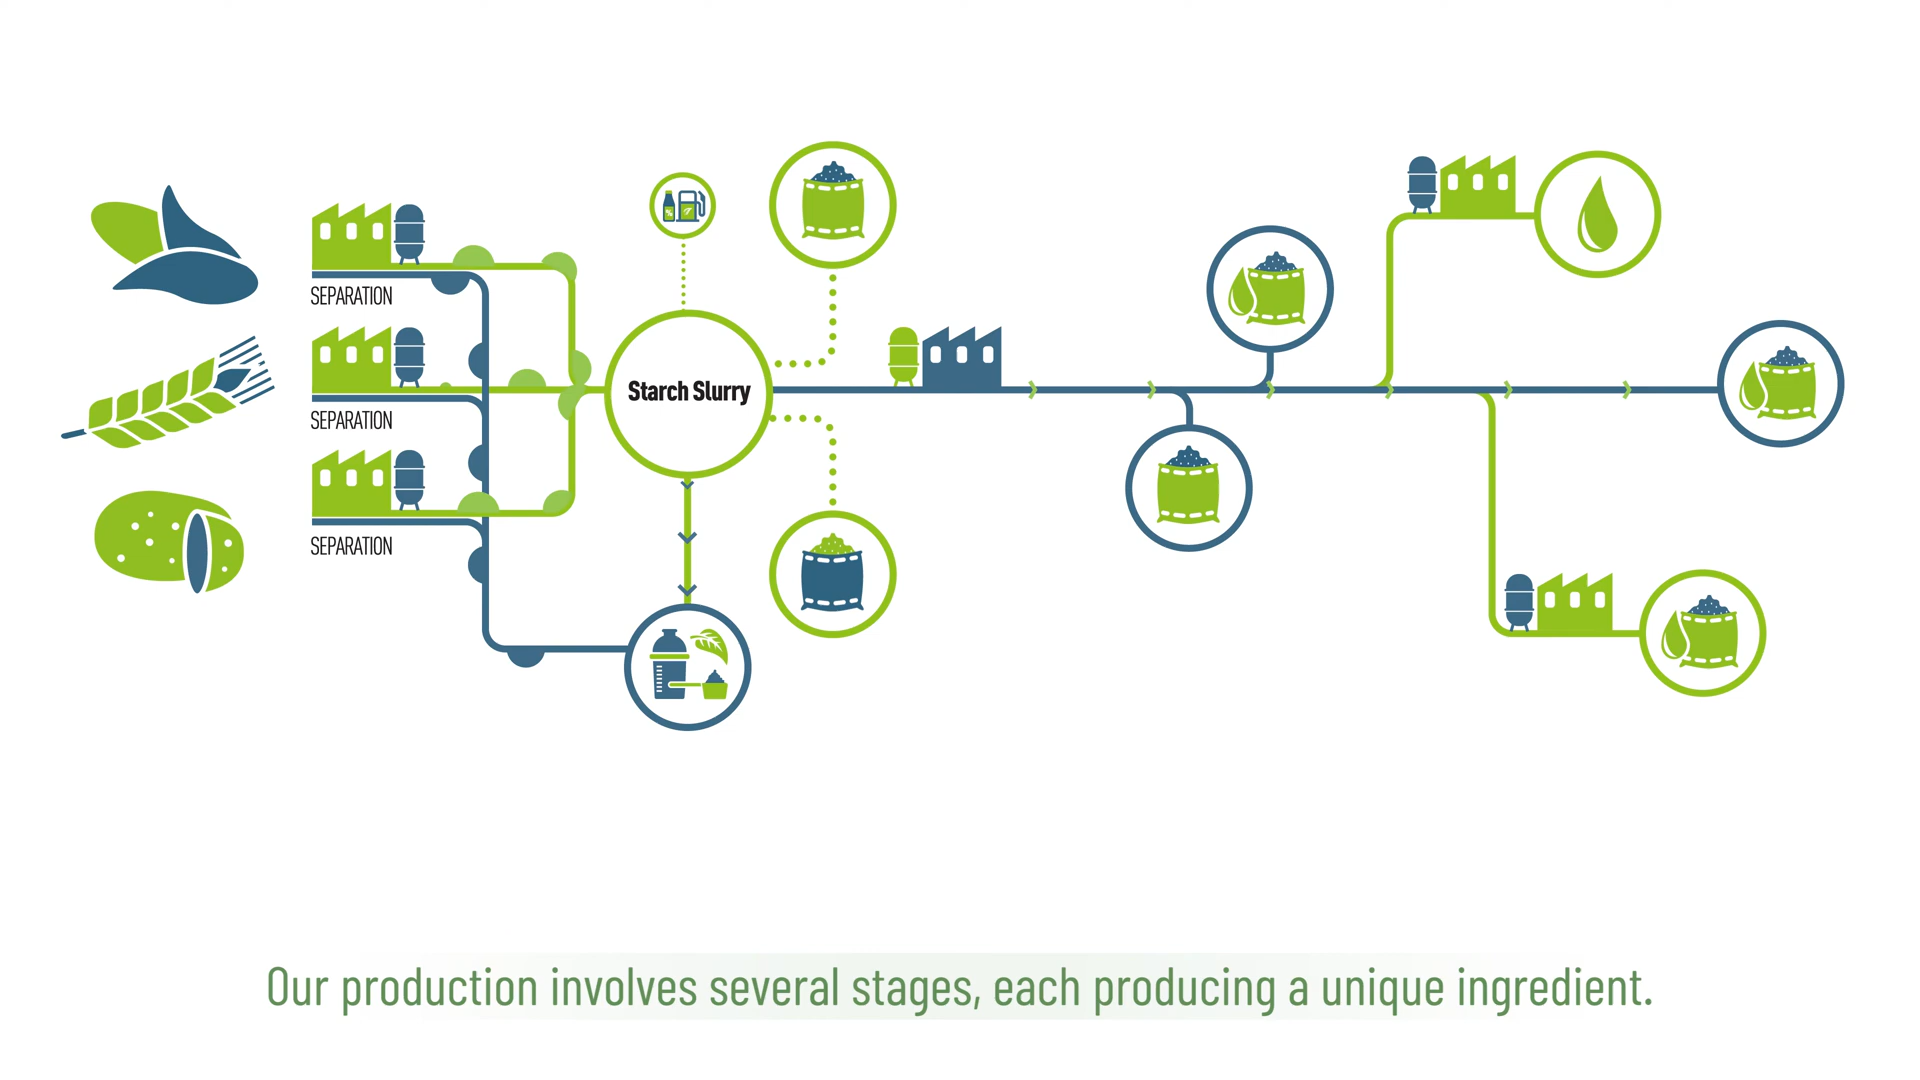 SEPARATION
SEPARATION
SEPARATION
Starch Slurry
Our production involves several stages, each producing a unique ingredient.